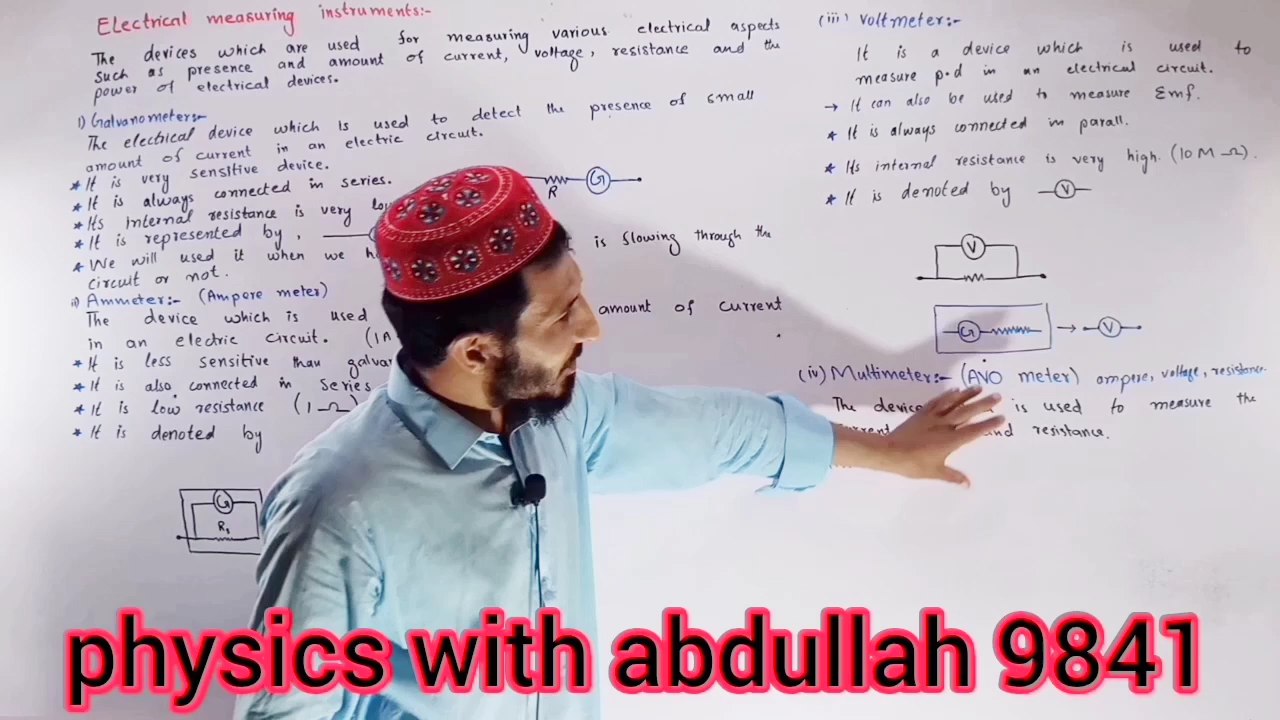 Electrical measuring instruments:-
The devices which are used for measuring various electrical aspects
such as presence and amount of current, voltage, resistance and the
power of electrical devices.
1) Galvanometer:-
The electrical device which is used to detect the presence of small
amount of current in an electric circuit.
* It is very sensitive device.
* It is always connected in series.
* Its internal resistance is very
* It is represented by,
* We will used it when we
is flowing through the
circuit or not.
R G
ii) Ammeter:- (Ampere meter)
The device which is used
amount of current
in an electric circuit. (1A
* It is less sensitive than
* It is also connected in series
* It is low resistance (1 Ω)
* It is denoted by
G
Rs
(iii) Voltmeter:-
It is a device which is used to
measure p.d in an electrical circuit.
→ It can also be used to measure Emf.
* It is always connected in parall.
* Its internal resistance is very high. (10 M Ω).
* It is denoted by V
V
G → V
(iv) Multimeter:- (AVO meter) ampere, voltage, resistance.
The is used to measure the
resistance.
physics with abdullah 9841